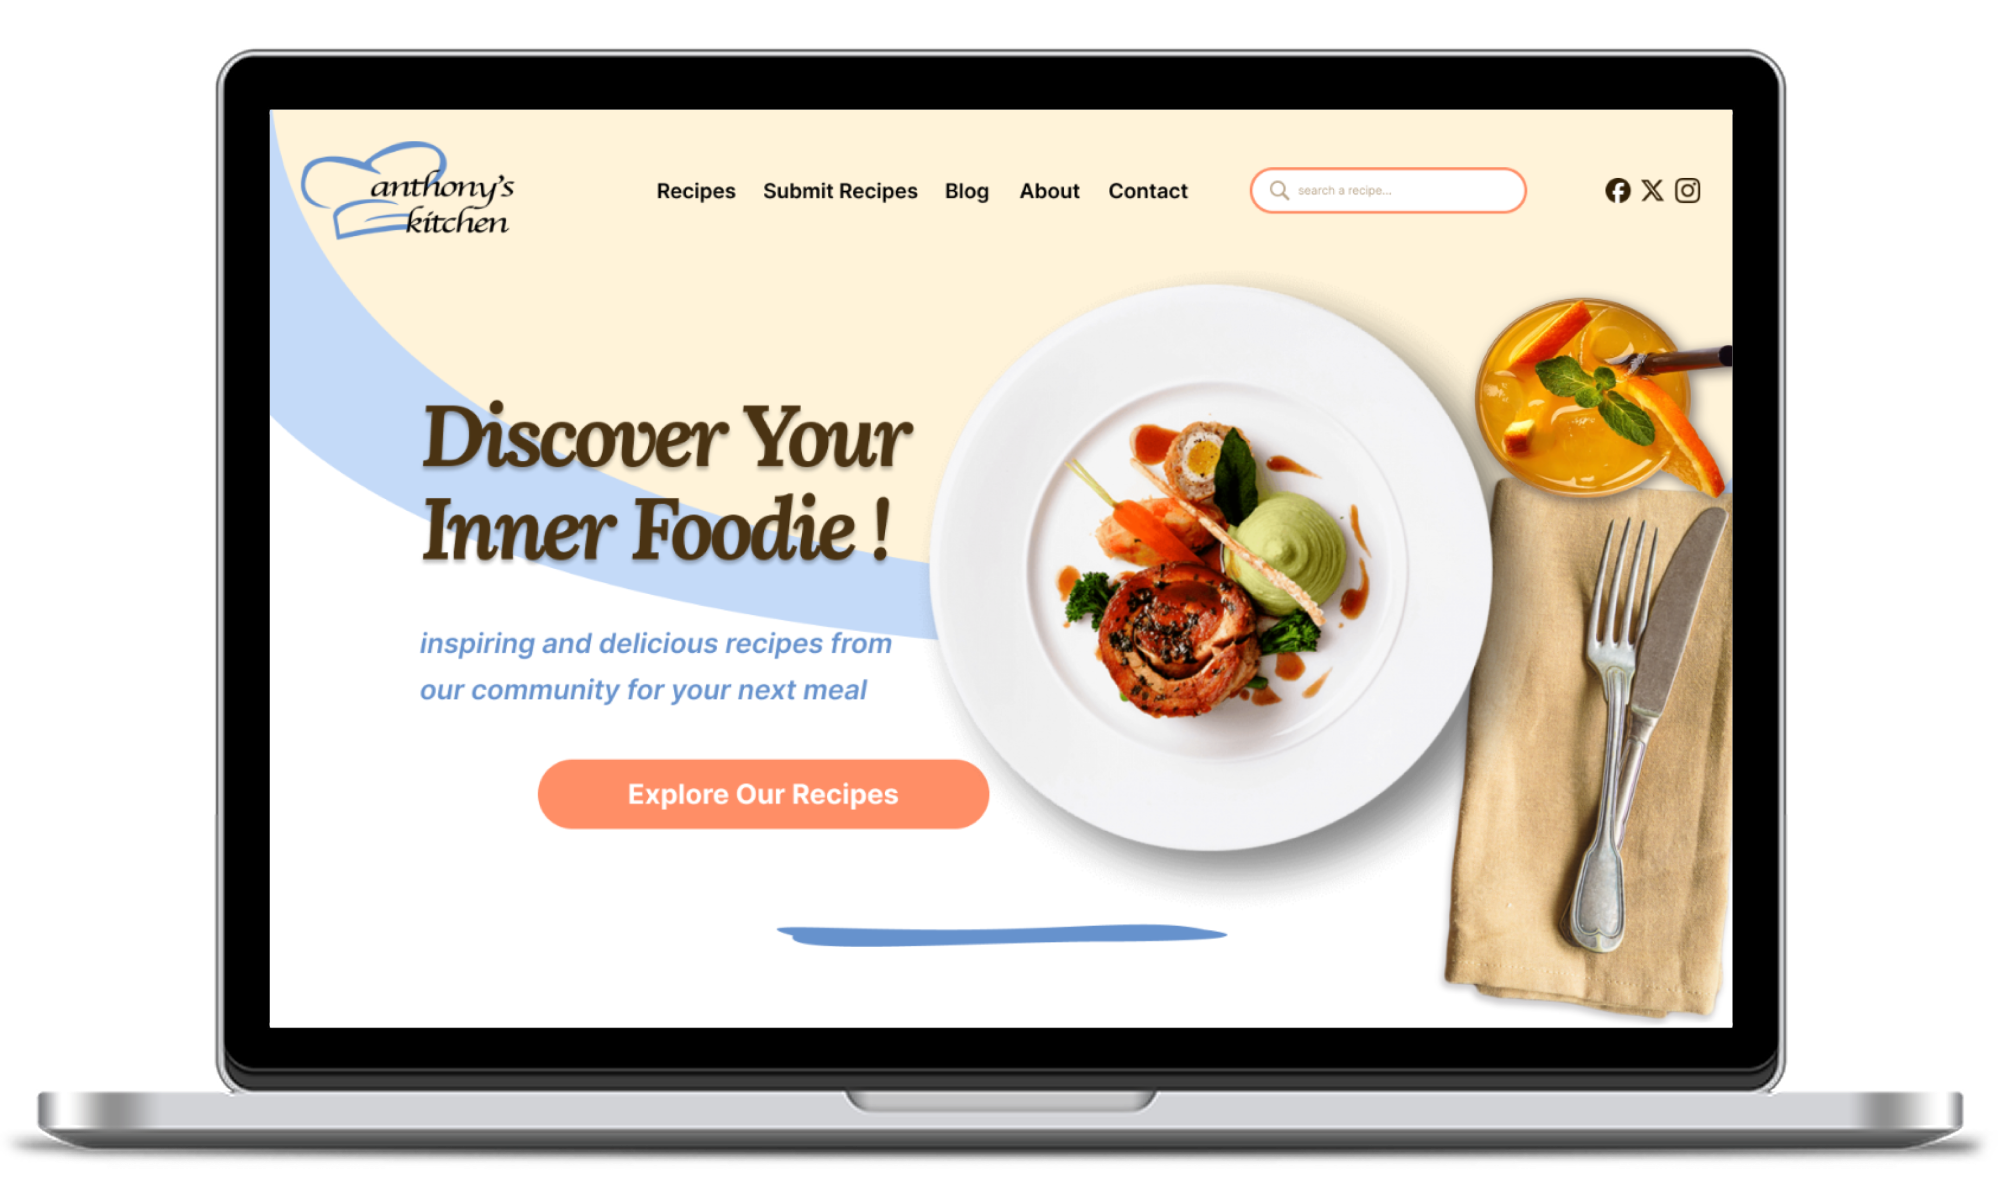 anthony's
kitchen
Recipes Submit Recipes Blog About Contact
search a recipe...
Discover Your
Inner Foodie !
inspiring and delicious recipes from
our community for your next meal
Explore Our Recipes